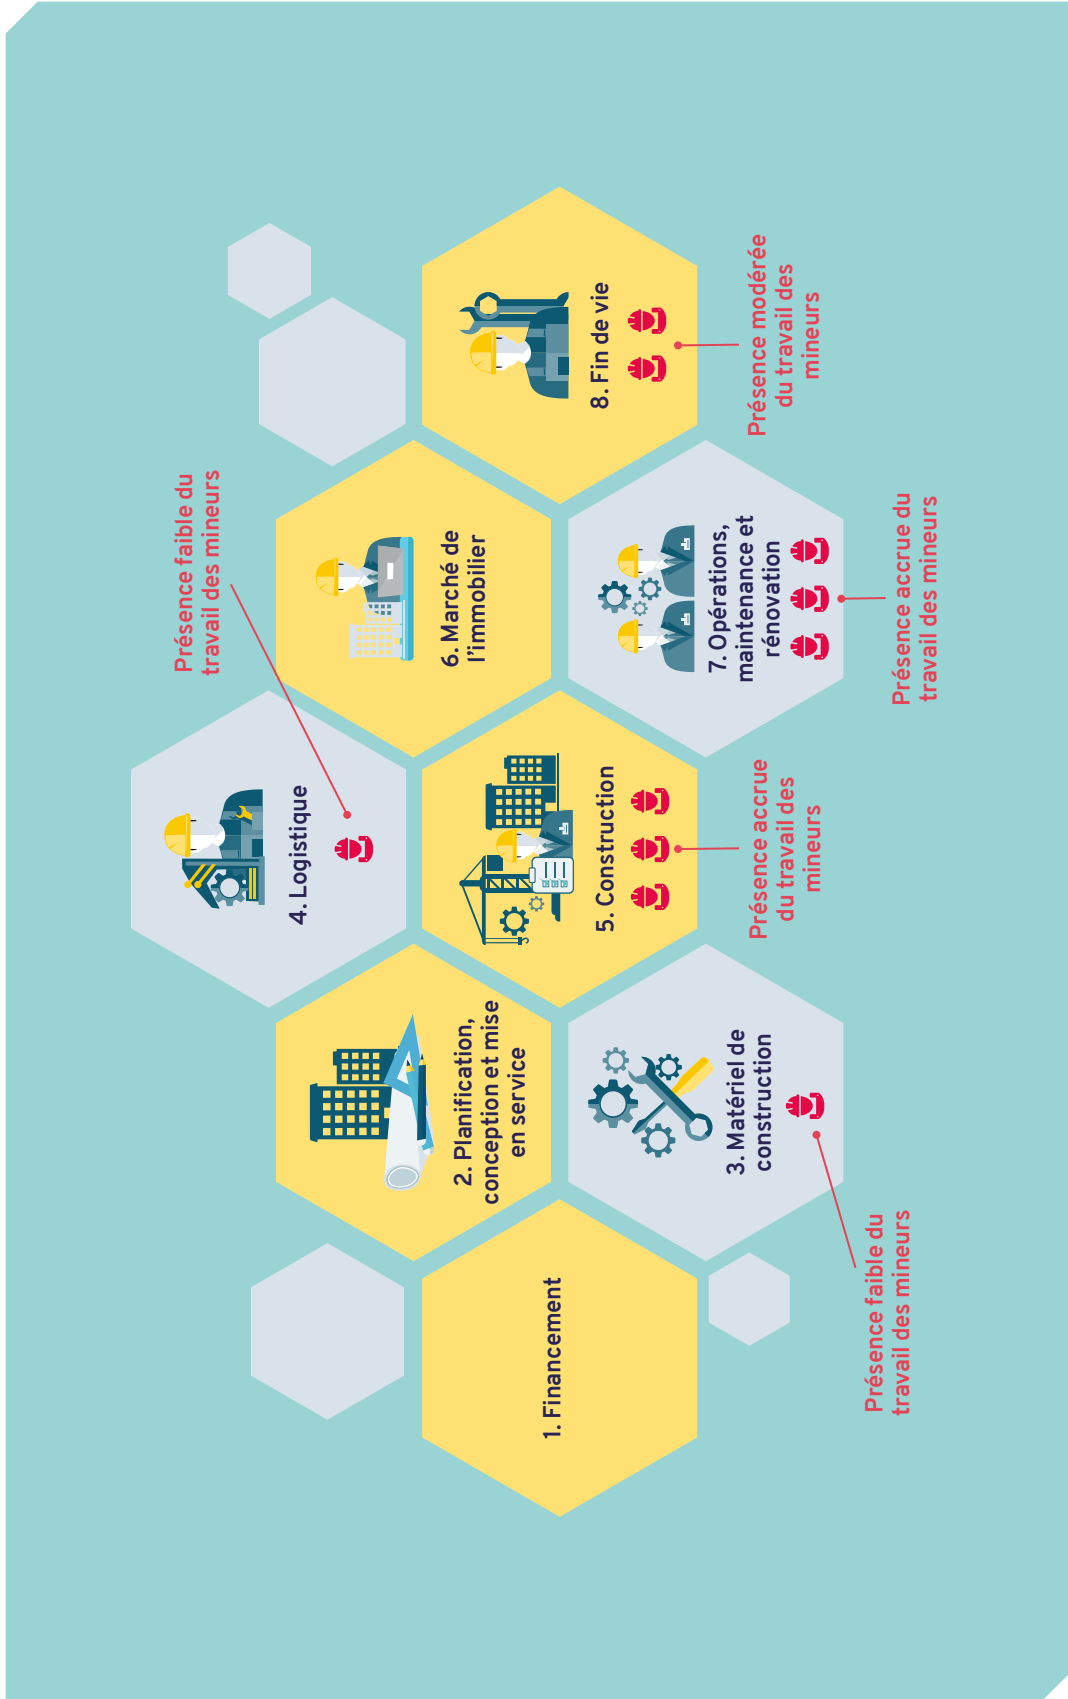 1. Financement
2. Planification,
conception et mise
en service
3. Matériel de
construction
Présence faible du
travail des mineurs
4. Logistique
Présence faible du
travail des mineurs
5. Construction
Présence accrue
du travail des
mineurs
6. Marché de
l'immobilier
7. Opérations,
maintenance et
rénovation
Présence accrue du
travail des mineurs
8. Fin de vie
Présence modérée
du travail des
mineurs